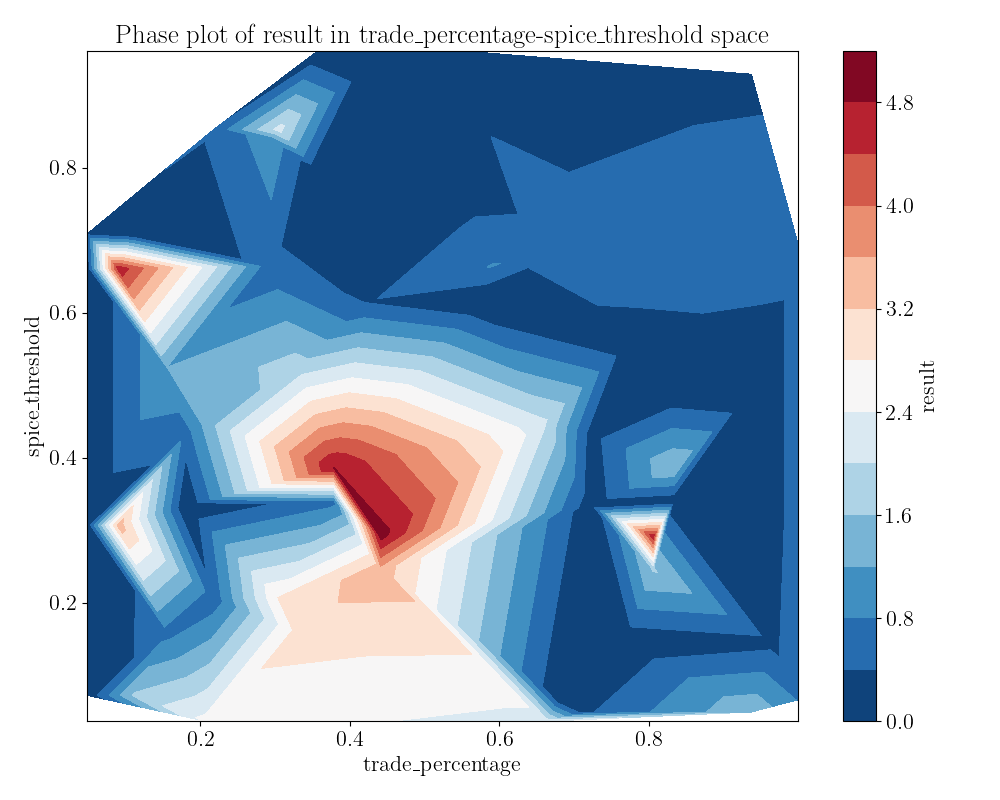 Phase plot of result in trade_percentage-spice_threshold space
4.8
4.0
3.2
2.4
1.6
0.8
0.0
result
0.8
0.6
0.4
0.2
spice_threshold
0.2 0.4 0.6 0.8
trade_percentage